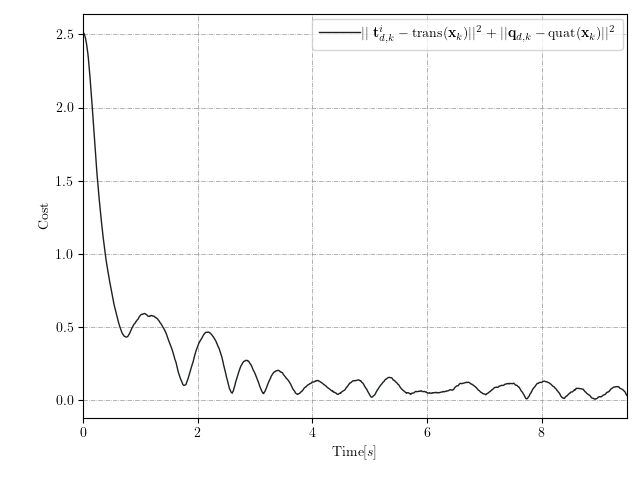 || t^i_{d,k} − trans(x_k)||^2 + ||q_{d,k} − quat(x_k)||^2
2.5
2.0
1.5
1.0
0.5
0.0
Cost
0 2 4 6 8
Time[s]